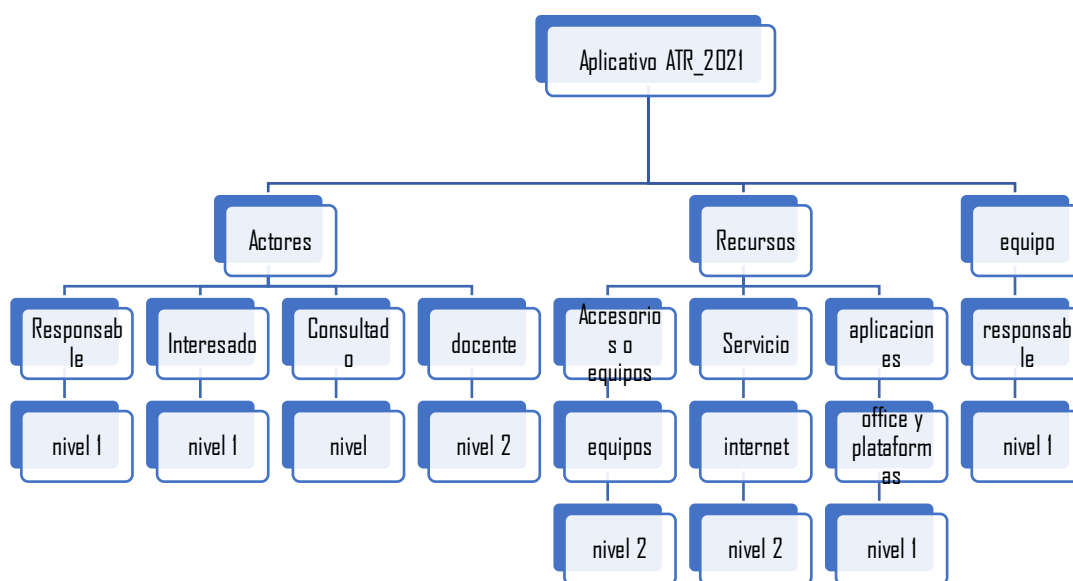 Aplicativo ATR_2021
Actores
Recursos
equipo
Responsab
le
Interesado
Consultad
o
docente
Accesorio
s o
equipos
Servicio
aplicacion
es
responsab
le
nivel 1
nivel 1
nivel
nivel 2
equipos
internet
office y
plataform
as
nivel 1
nivel 2
nivel 2
nivel 1